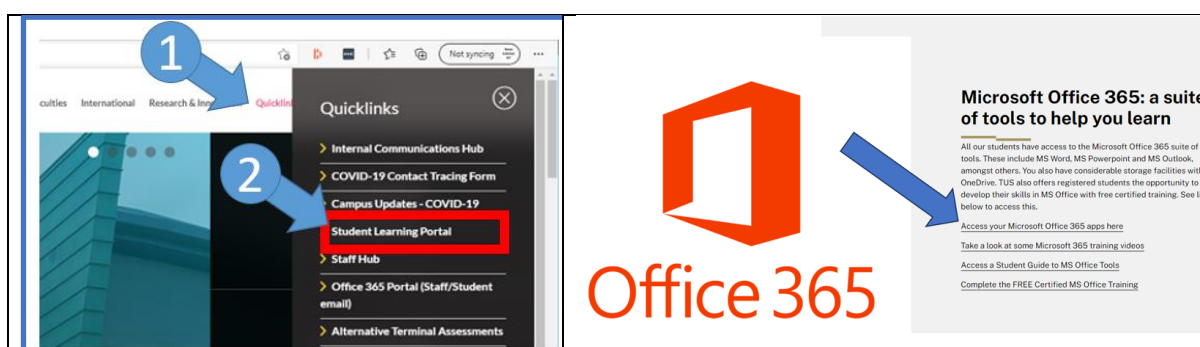 1
Not syncing
culties International Research & Inn Quicklin
Quicklinks
Internal Communications Hub
COVID-19 Contact Tracing Form
2
Campus Updates - COVID-19
Student Learning Portal
Staff Hub
Office 365 Portal (Staff/Student
email)
Alternative Terminal Assessments
Office 365
Microsoft Office 365: a suite
of tools to help you learn
All our students have access to the Microsoft Office 365 suite of
tools. These include MS Word, MS Powerpoint and MS Outlook,
amongst others. You also have considerable storage facilities with
OneDrive. TUS also offers registered students the opportunity to
develop their skills in MS Office with free certified training. See li
below to access this.
Access your Microsoft Office 365 apps here
Take a look at some Microsoft 365 training videos
Access a Student Guide to MS Office Tools
Complete the FREE Certified MS Office Training